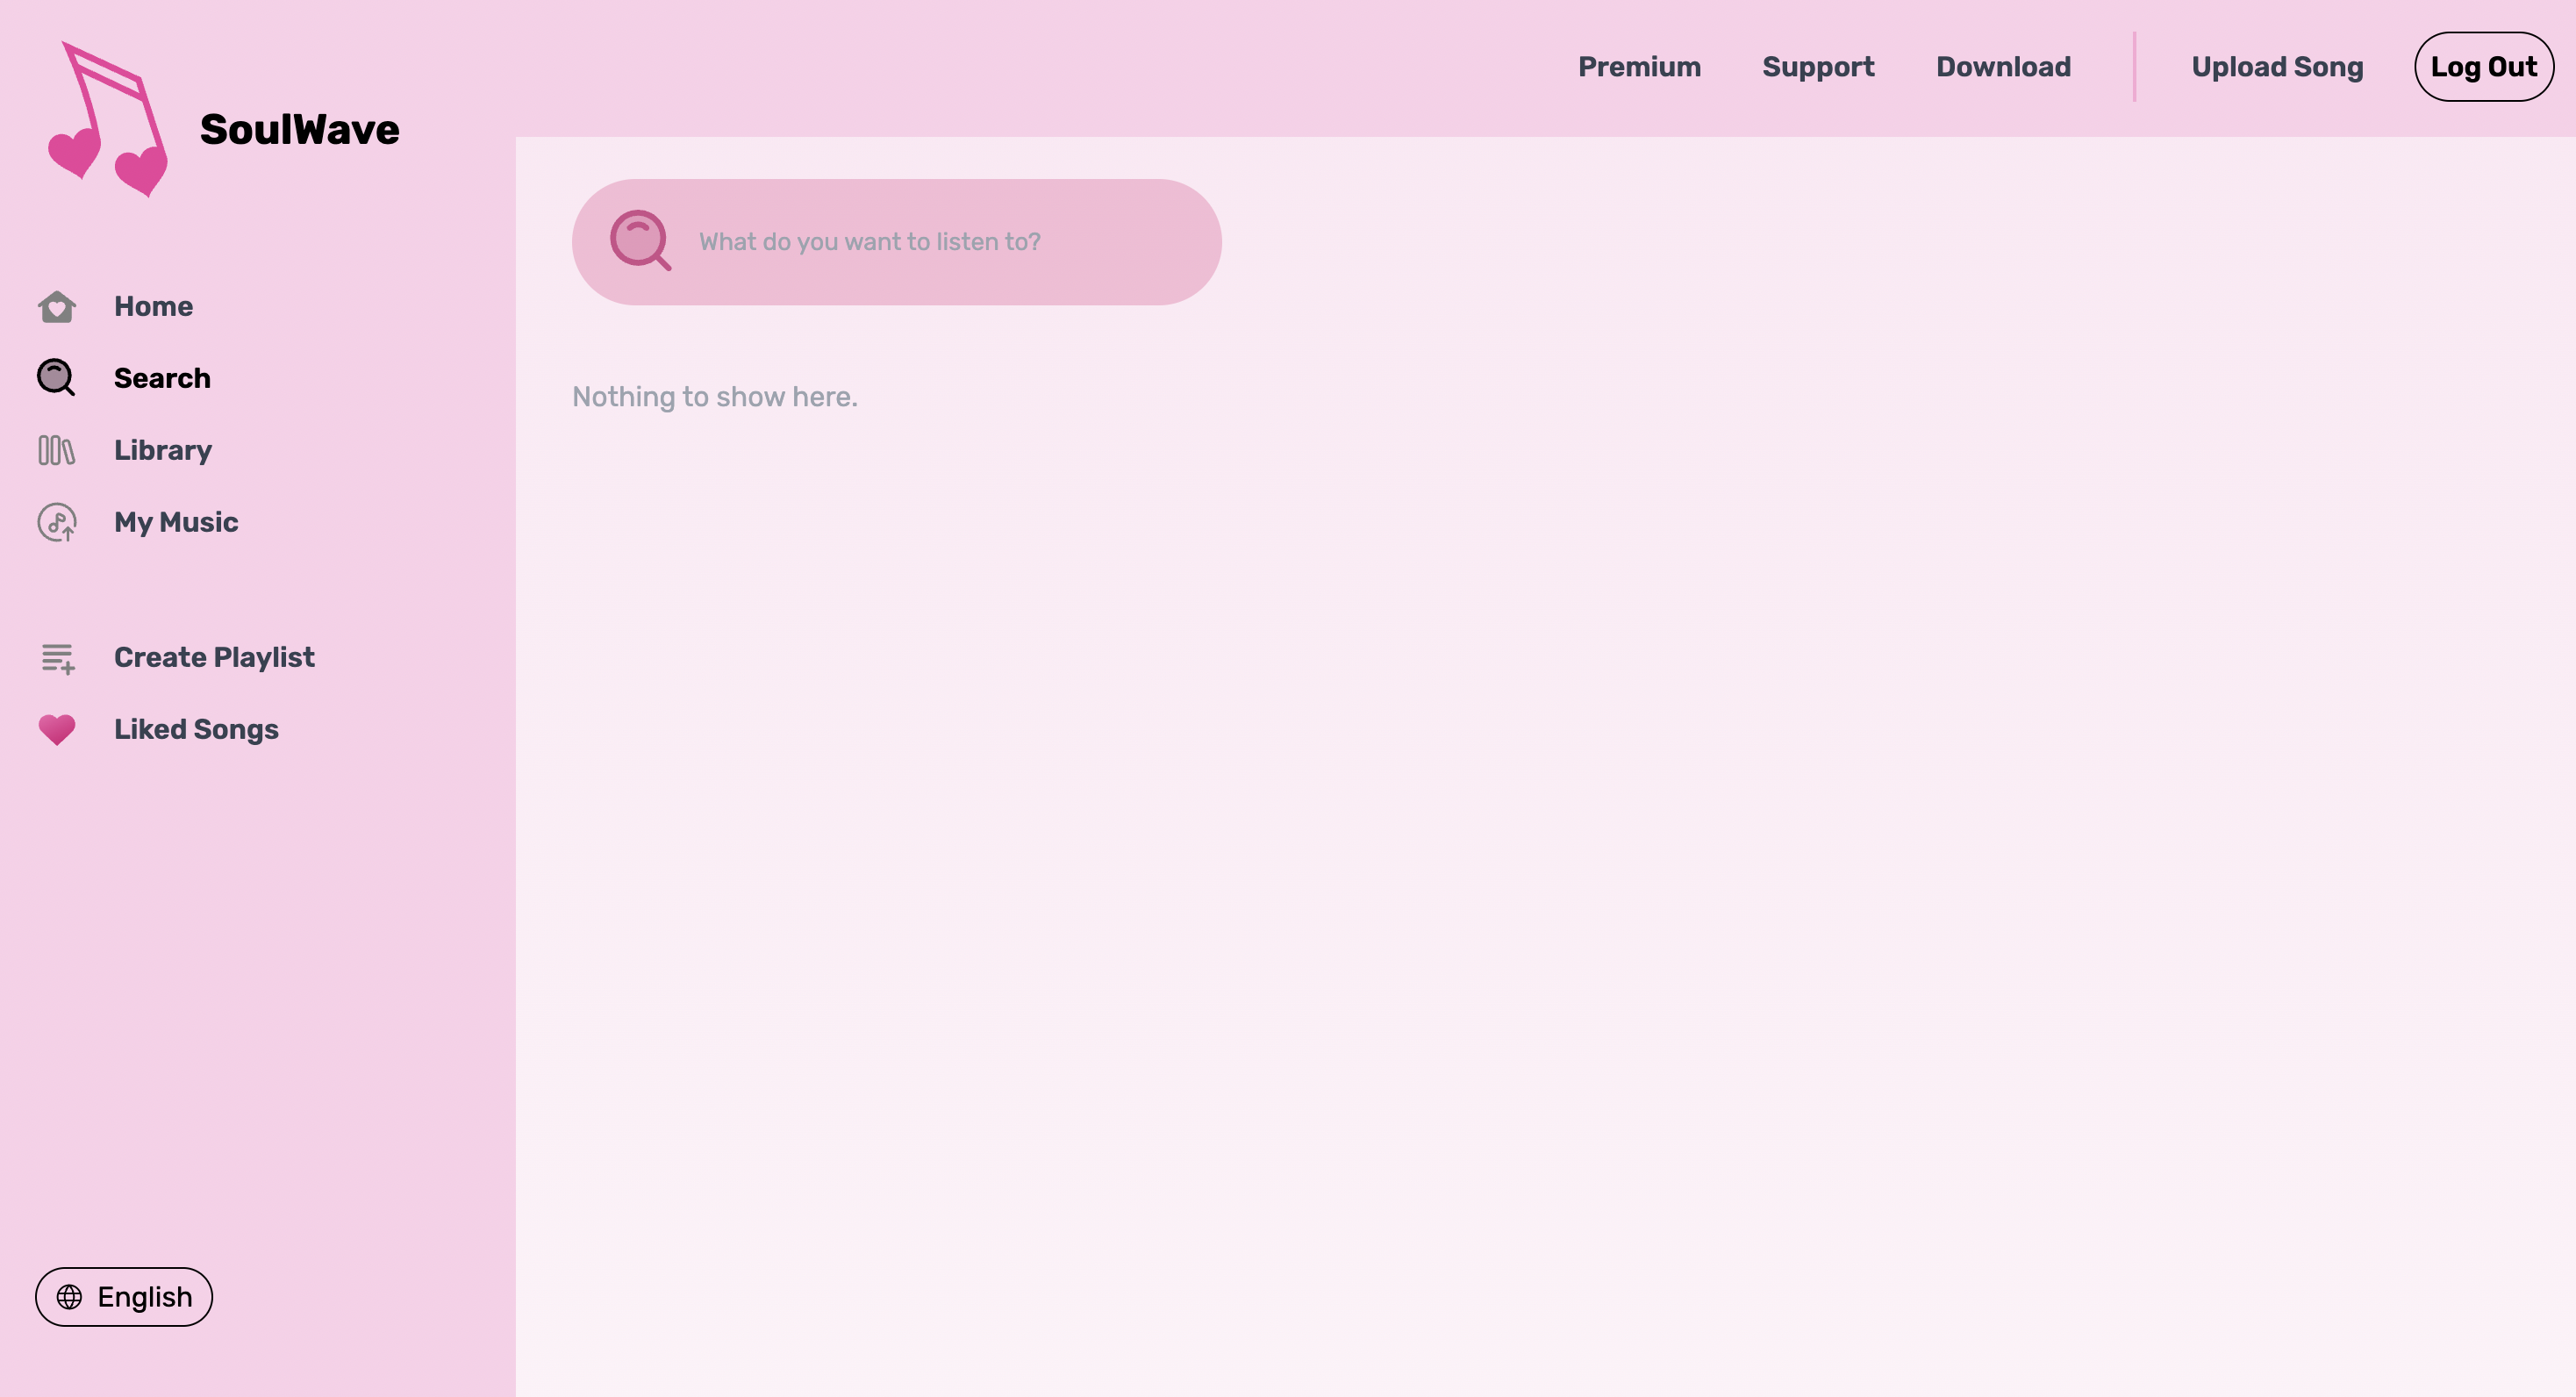 SoulWave
Premium
Support
Download
Upload Song
Log Out
What do you want to listen to?
Nothing to show here.
Home
Search
Library
My Music
Create Playlist
Liked Songs
English